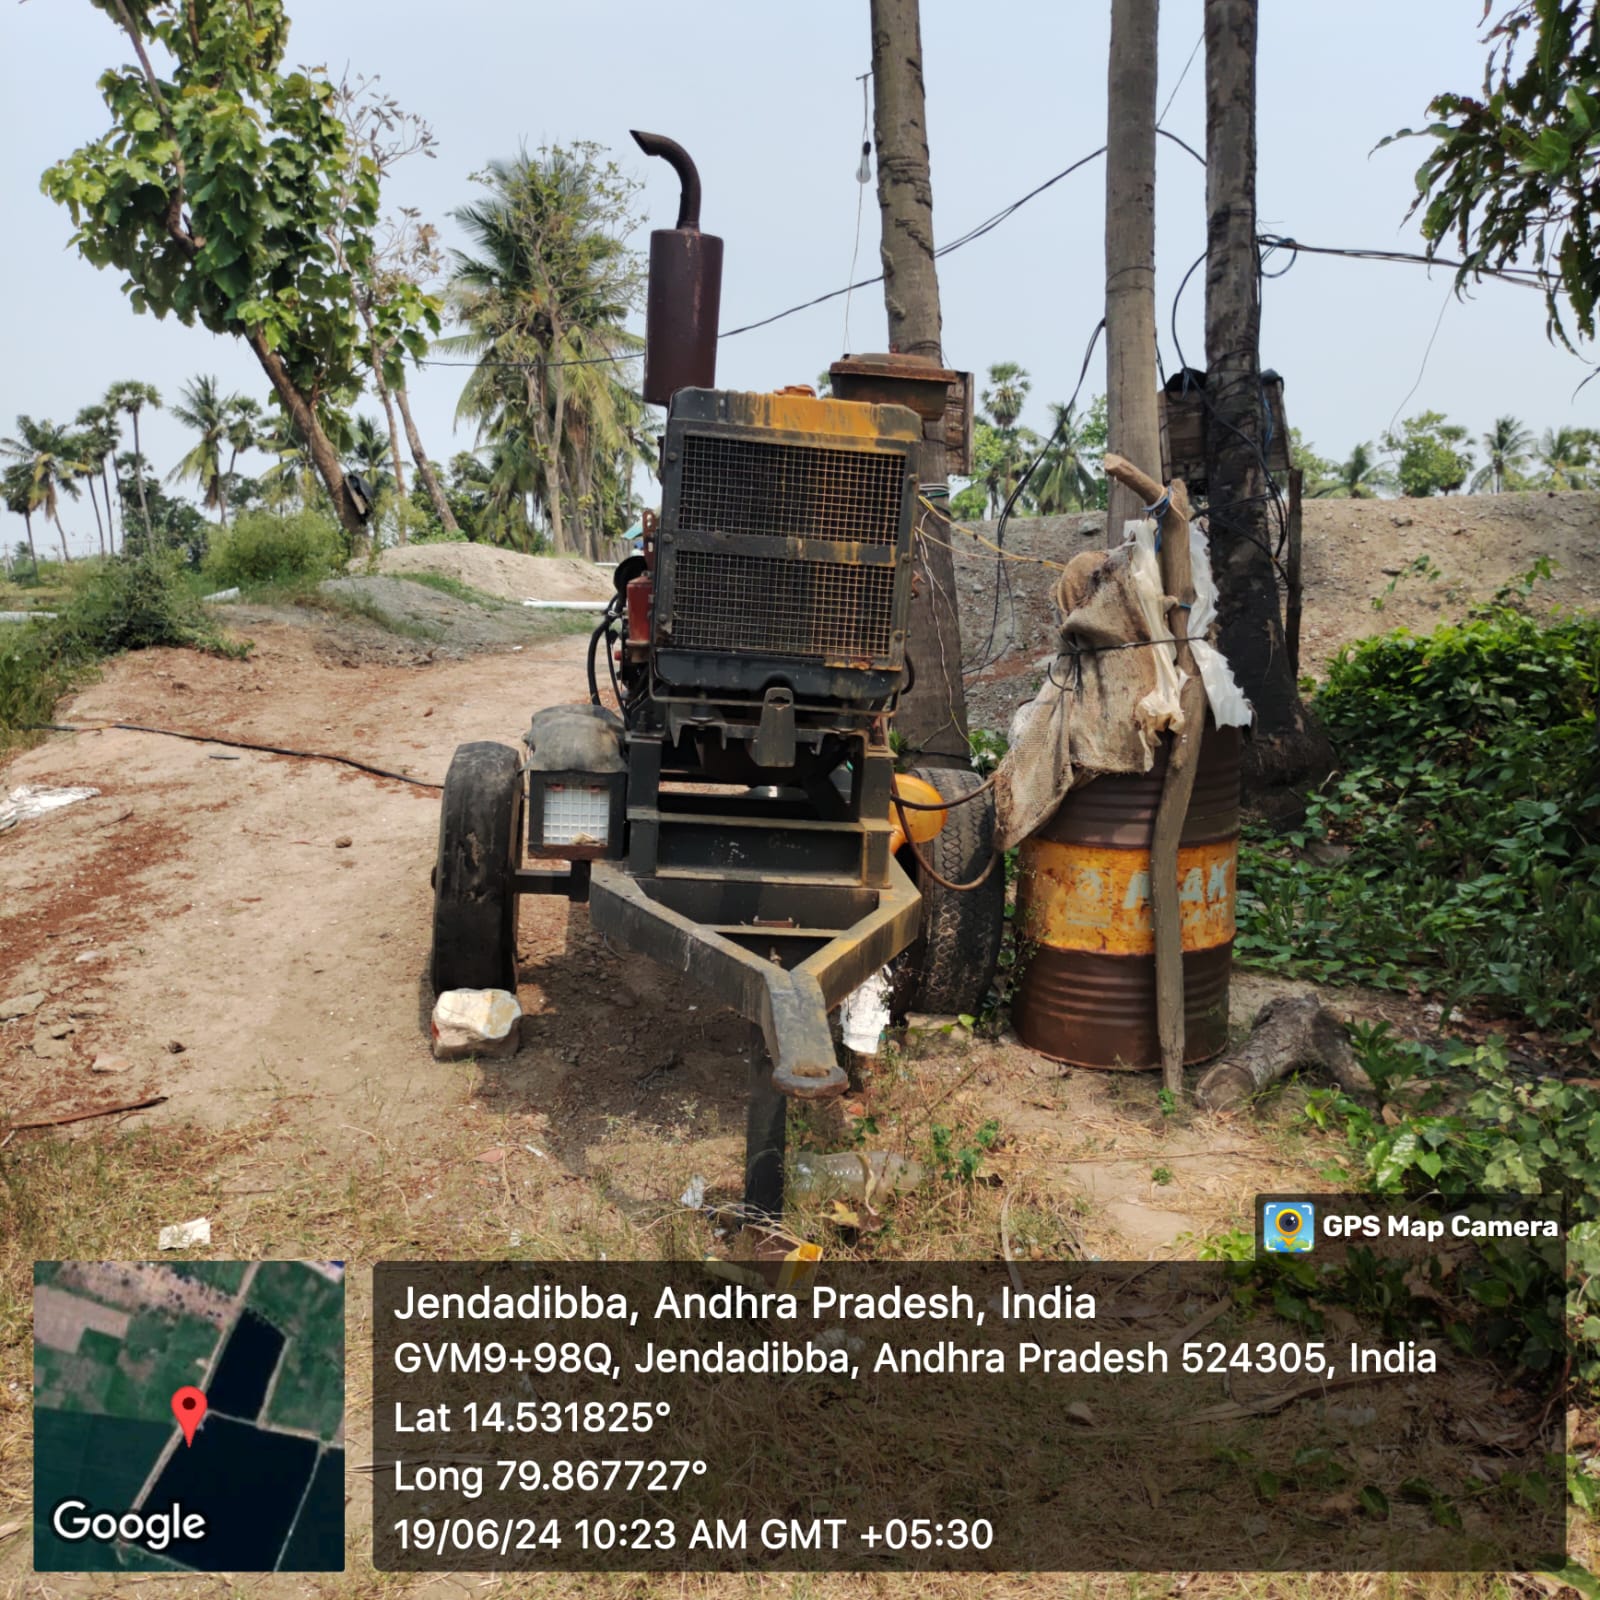 GPS Map Camera
Jendadibba, Andhra Pradesh, India
GVM9+98Q, Jendadibba, Andhra Pradesh 524305, India
Lat 14.531825°
Long 79.867727°
19/06/24 10:23 AM GMT +05:30
Google